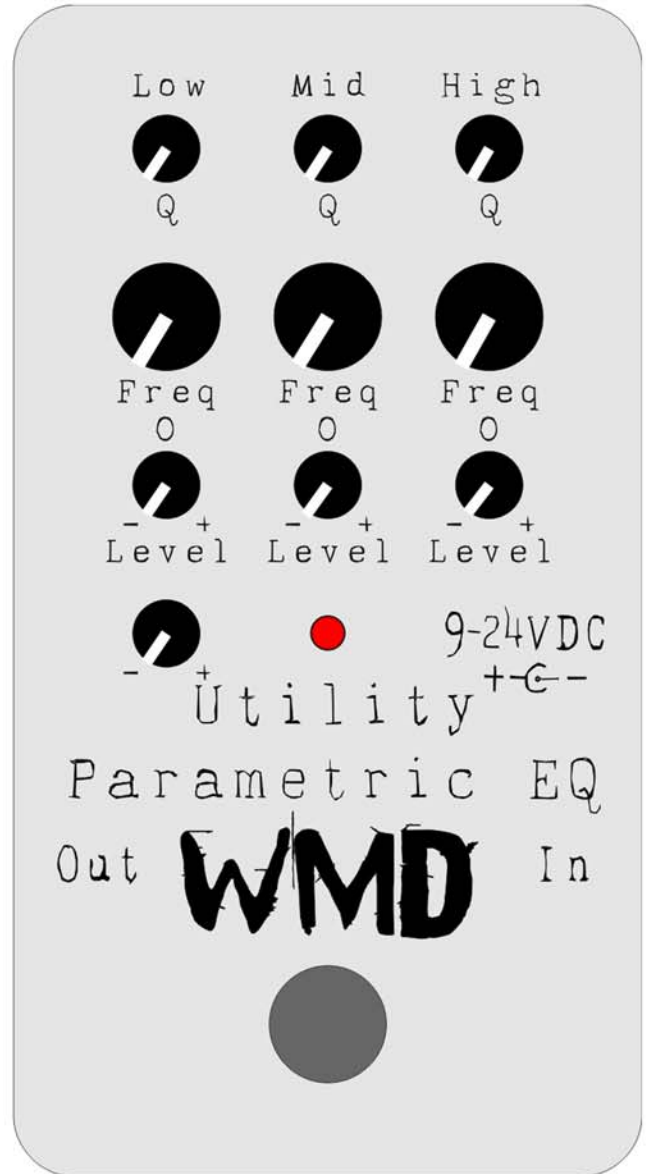 Low Mid High
Q Q Q
Freq Freq Freq
0 0 0
- + - + - +
Level Level Level
9-24VDC
- +
+ -
Utility
Parametric EQ
Out WMD In